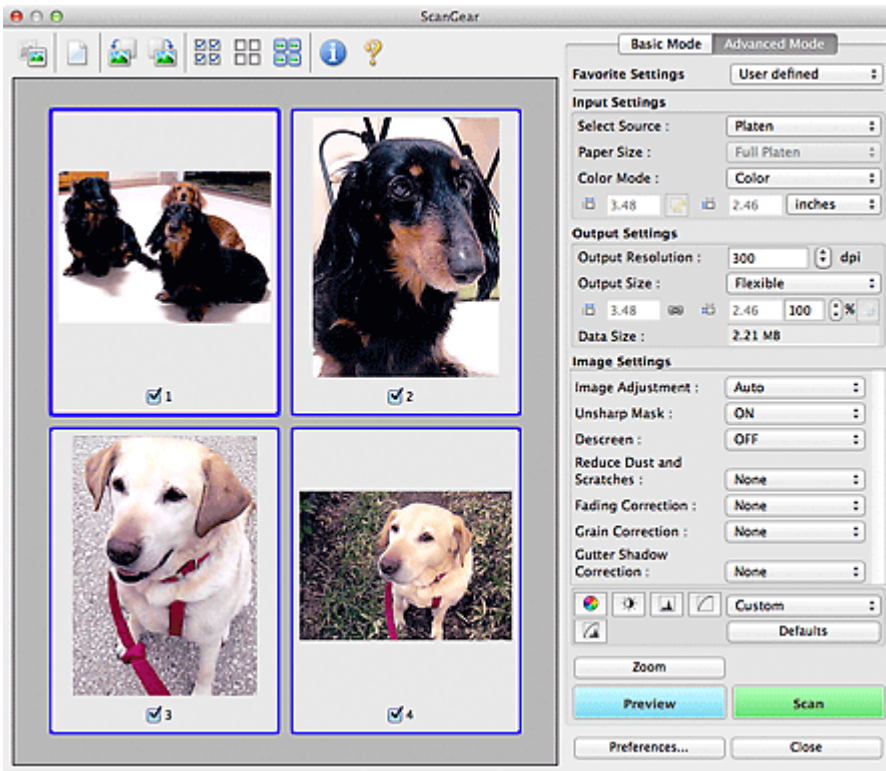 ScanGear
Basic Mode Advanced Mode
Favorite Settings User defined
Input Settings
Select Source : Platen
Paper Size : Full Platen
Color Mode : Color
3.48 2.46 inches
Output Settings
Output Resolution : 300 dpi
Output Size : Flexible
3.48 2.46 100 %
Data Size : 2.21 MB
Image Settings
Image Adjustment : Auto
Unsharp Mask : ON
Descreen : OFF
Reduce Dust and
Scratches : None
Fading Correction : None
Grain Correction : None
Gutter Shadow
Correction : None
Custom
Defaults
Zoom
Preview Scan
Preferences... Close
1
2
3
4